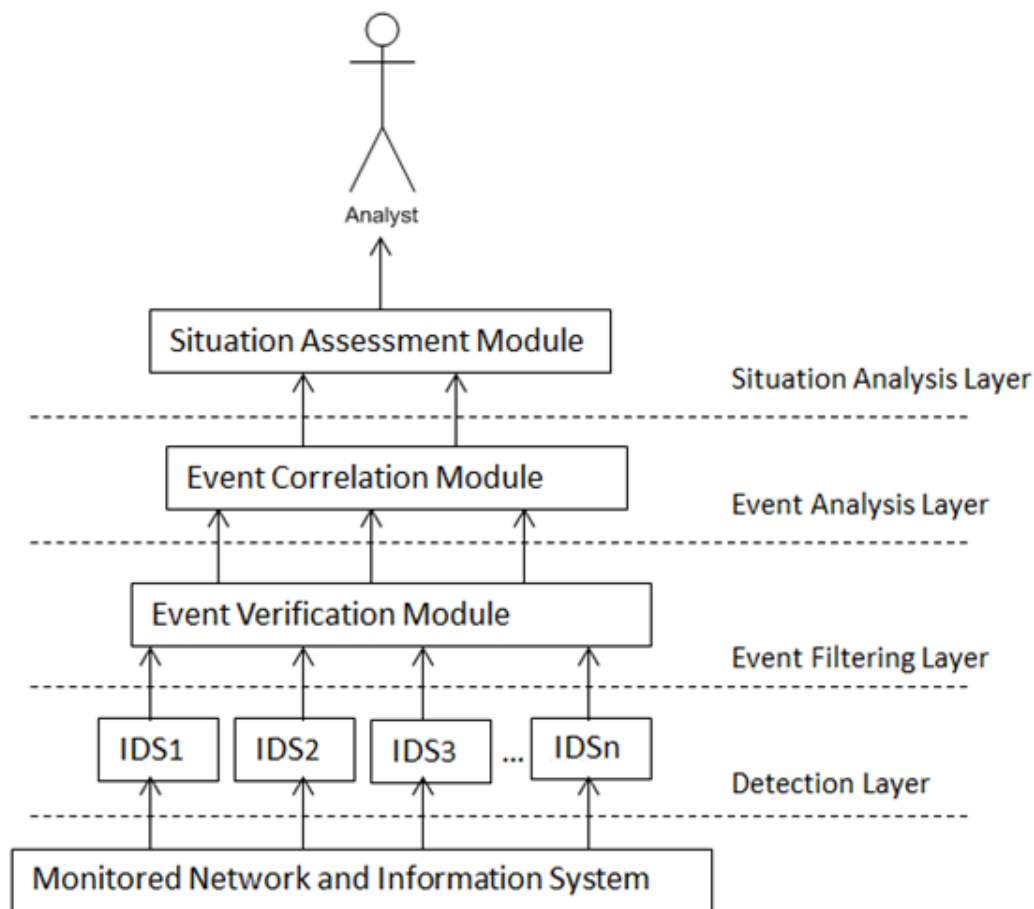 Analyst
Situation Assessment Module
Situation Analysis Layer
Event Correlation Module
Event Analysis Layer
Event Verification Module
Event Filtering Layer
IDS1 IDS2 IDS3 ... IDSn
Detection Layer
Monitored Network and Information System